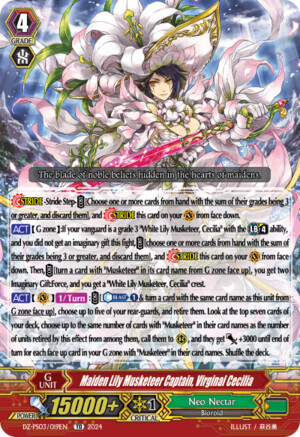 4
GRADE
The blade of noble beliefs hidden in the hearts of maidens.
STRIDE -Stride Step- [Choose one or more cards from hand with the sum of their grades being 3
or greater, and discard them], and STRIDE this card on your from face down.
ACT [G zone]:If your vanguard is a grade 3 "White Lily Musketeer, Cecilia" with the LB 4 ability,
and you did not get an imaginary gift this fight, [choose one or more cards from hand with the
sum of their grades being 3 or greater, and discard them], and STRIDE this card on your from face
down. Then, [turn a card with "Musketeer" in its card name from G zone face up], you get two
Imaginary Gift:Force, and you get a "White Lily Musketeer, Cecilia" crest.
ACT [1/Turn]: [1 & turn a card with the same card name as this unit from
G zone face up], choose up to five of your rear-guards, and retire them. Look at the top seven cards of
your deck, choose up to the same number of cards with "Musketeer" in their card names as the number
of units retired by this effect from among them, call them to , and they get +3000 until end of
turn for each face up card in your G zone with "Musketeer" in their card names. Shuffle the deck.
G
UNIT
Maiden Lily Musketeer Captain, Virginal Cecilia
POWER
15000+
1
CRITICAL
Neo Nectar
Bioroid
DZ-PS03/019EN TD 2024
ILLUST / 萩谷薫